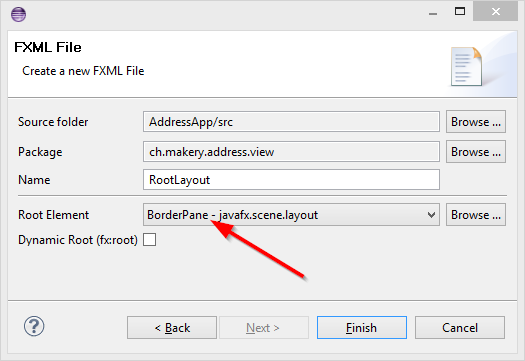 FXML File
Create a new FXML File
Source folder AddressApp/src Browse ...
Package ch.makery.address.view Browse ...
Name RootLayout
Root Element BorderPane - javafx.scene.layout Browse ...
Dynamic Root (fx:root)
? < Back Next > Finish Cancel